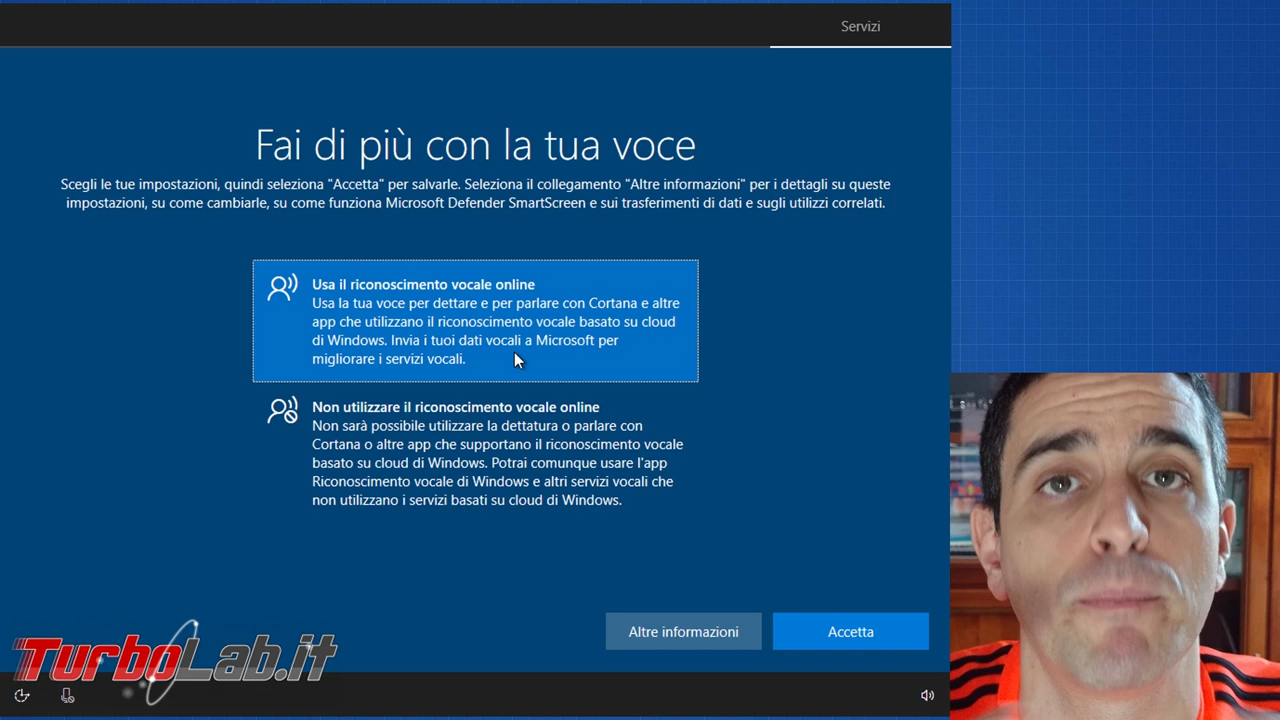 Servizi
Fai di più con la tua voce
Scegli le tue impostazioni, quindi seleziona "Accetta" per salvarle. Seleziona il collegamento "Altre informazioni" per i dettagli su queste
impostazioni, su come cambiarle, su come funziona Microsoft Defender SmartScreen e sui trasferimenti di dati e sugli utilizzi correlati.
Usa il riconoscimento vocale online
Usa la tua voce per dettare e per parlare con Cortana e altre
app che utilizzano il riconoscimento vocale basato su cloud
di Windows. Invia i tuoi dati vocali a Microsoft per
migliorare i servizi vocali.
Non utilizzare il riconoscimento vocale online
Non sarà possibile utilizzare la dettatura o parlare con
Cortana o altre app che supportano il riconoscimento vocale
basato su cloud di Windows. Potrai comunque usare l'app
Riconoscimento vocale di Windows e altri servizi vocali che
non utilizzano i servizi basati su cloud di Windows.
Altre informazioni
Accetta
TurboLab.it